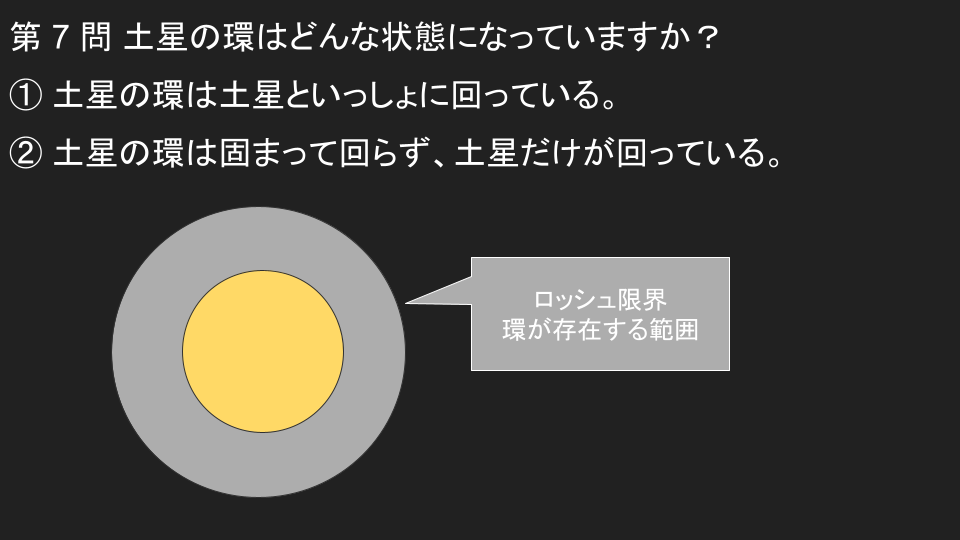 第 7 問 土星の環はどんな状態になっていますか？
① 土星の環は土星といっしょに回っている。
② 土星の環は固まって回らず、土星だけが回っている。
ロッシュ限界
環が存在する範囲